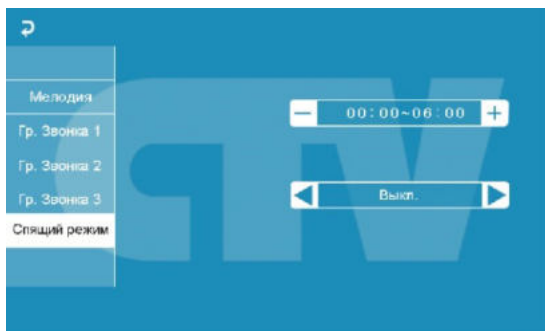 Мелодия
Гр. Звонка 1
Гр. Звонка 2
Гр. Звонка 3
Спящий режим
00:00~06:00
Выкл.
CTV